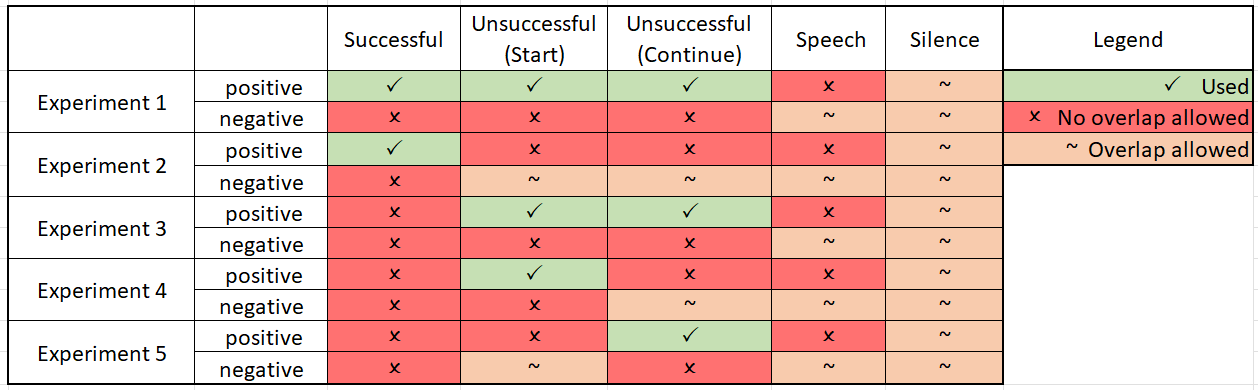 Successful Unsuccessful (Start) Unsuccessful (Continue) Speech Silence Legend
Experiment 1 positive ✓ ✓ ✓ × ~ ✓ Used
negative × × × ~ ~ × No overlap allowed
Experiment 2 positive ✓ × × × ~ ~ Overlap allowed
negative × ~ ~ ~ ~
Experiment 3 positive × ✓ ✓ × ~
negative × × × ~ ~
Experiment 4 positive × ✓ × × ~
negative × × ~ ~ ~
Experiment 5 positive × × ✓ × ~
negative × ~ × ~ ~